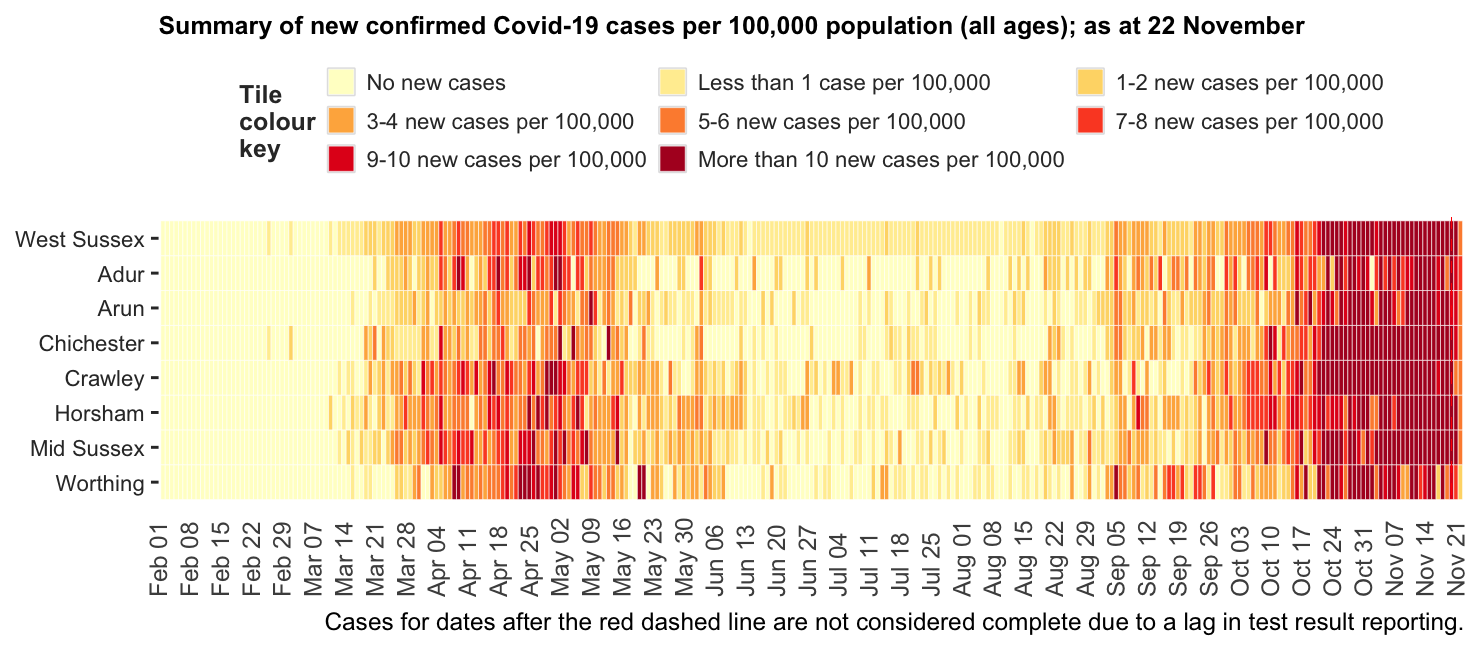 Summary of new confirmed Covid-19 cases per 100,000 population (all ages); as at 22 November
Tile
colour
key
No new cases
Less than 1 case per 100,000
1-2 new cases per 100,000
3-4 new cases per 100,000
5-6 new cases per 100,000
7-8 new cases per 100,000
9-10 new cases per 100,000
More than 10 new cases per 100,000
West Sussex
Adur
Arun
Chichester
Crawley
Horsham
Mid Sussex
Worthing
Feb 01
Feb 08
Feb 15
Feb 22
Feb 29
Mar 07
Mar 14
Mar 21
Mar 28
Apr 04
Apr 11
Apr 18
Apr 25
May 02
May 09
May 16
May 23
May 30
Jun 06
Jun 13
Jun 20
Jun 27
Jul 04
Jul 11
Jul 18
Jul 25
Aug 01
Aug 08
Aug 15
Aug 22
Aug 29
Sep 05
Sep 12
Sep 19
Sep 26
Oct 03
Oct 10
Oct 17
Oct 24
Oct 31
Nov 07
Nov 14
Nov 21
Cases for dates after the red dashed line are not considered complete due to a lag in test result reporting.